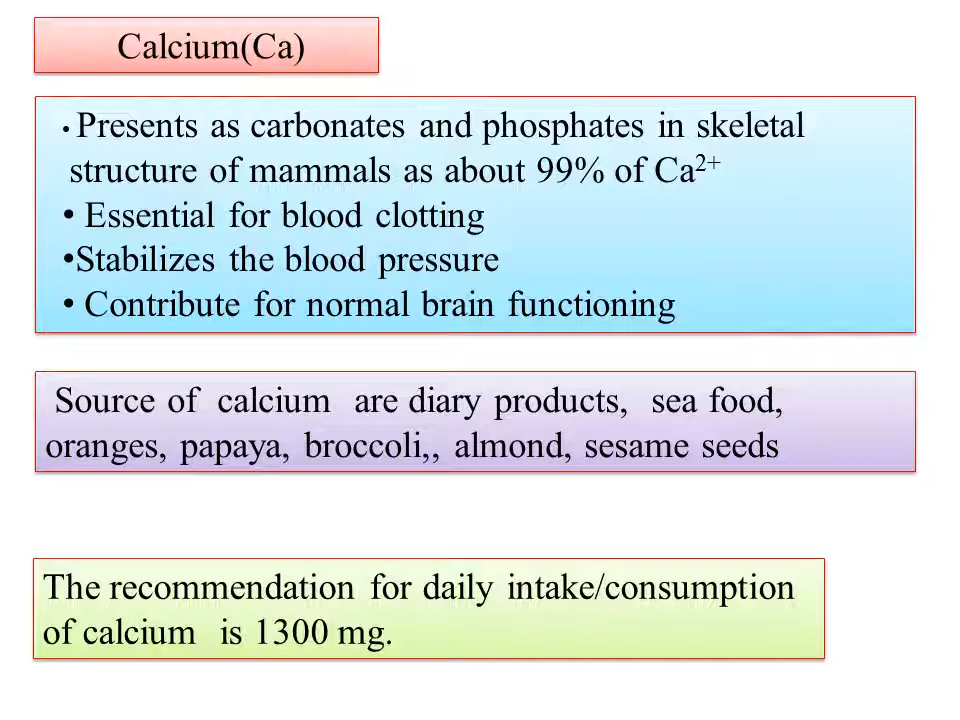 Calcium(Ca)
• Presents as carbonates and phosphates in skeletal
structure of mammals as about 99% of Ca²⁺
• Essential for blood clotting
•Stabilizes the blood pressure
• Contribute for normal brain functioning
Source of calcium are diary products, sea food,
oranges, papaya, broccoli,, almond, sesame seeds
The recommendation for daily intake/consumption
of calcium is 1300 mg.